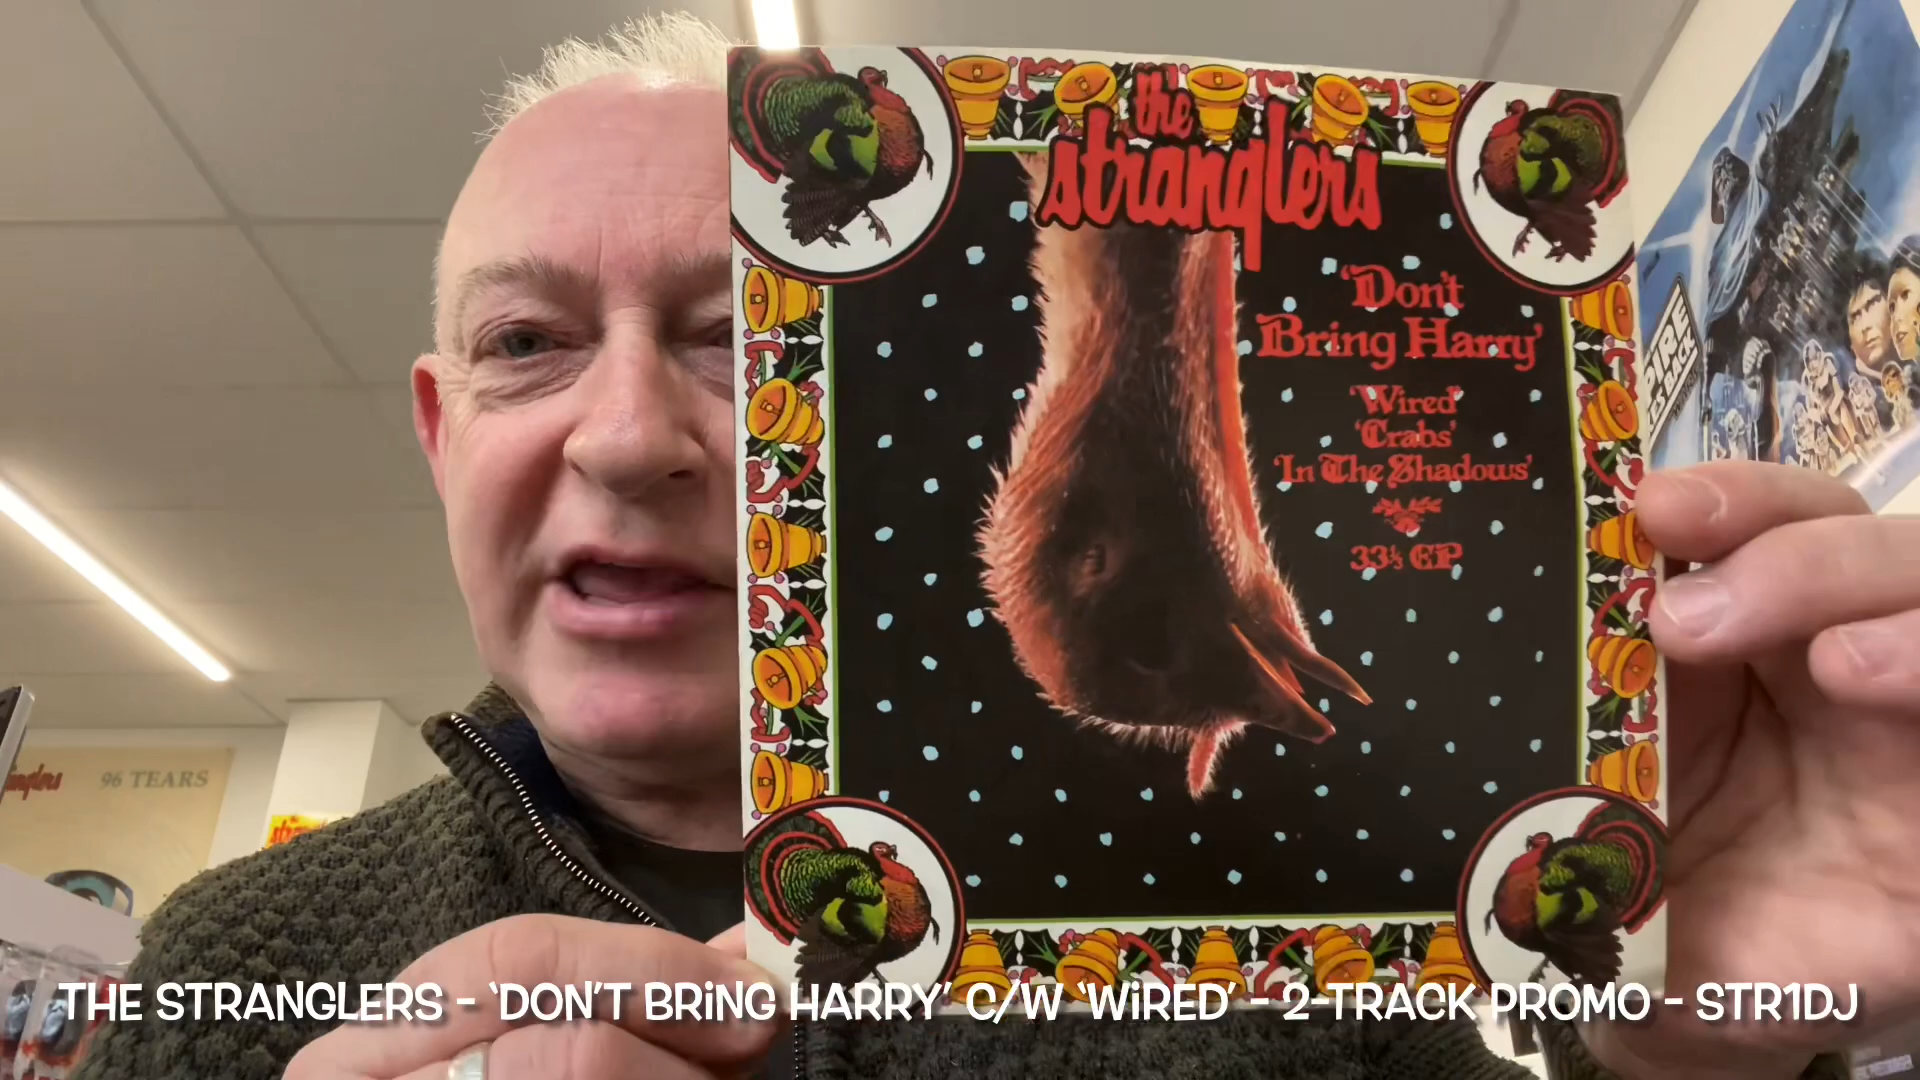 the
stranglers
'Don't
Bring Harry'
'Wired'
'Crabs'
'In The Shadows'
33⅓ EP
96 TEARS
THE STRANGLERS - 'DON'T BRING HARRY' C/W 'WIRED' - 2-TRACK PROMO - STR1DJ